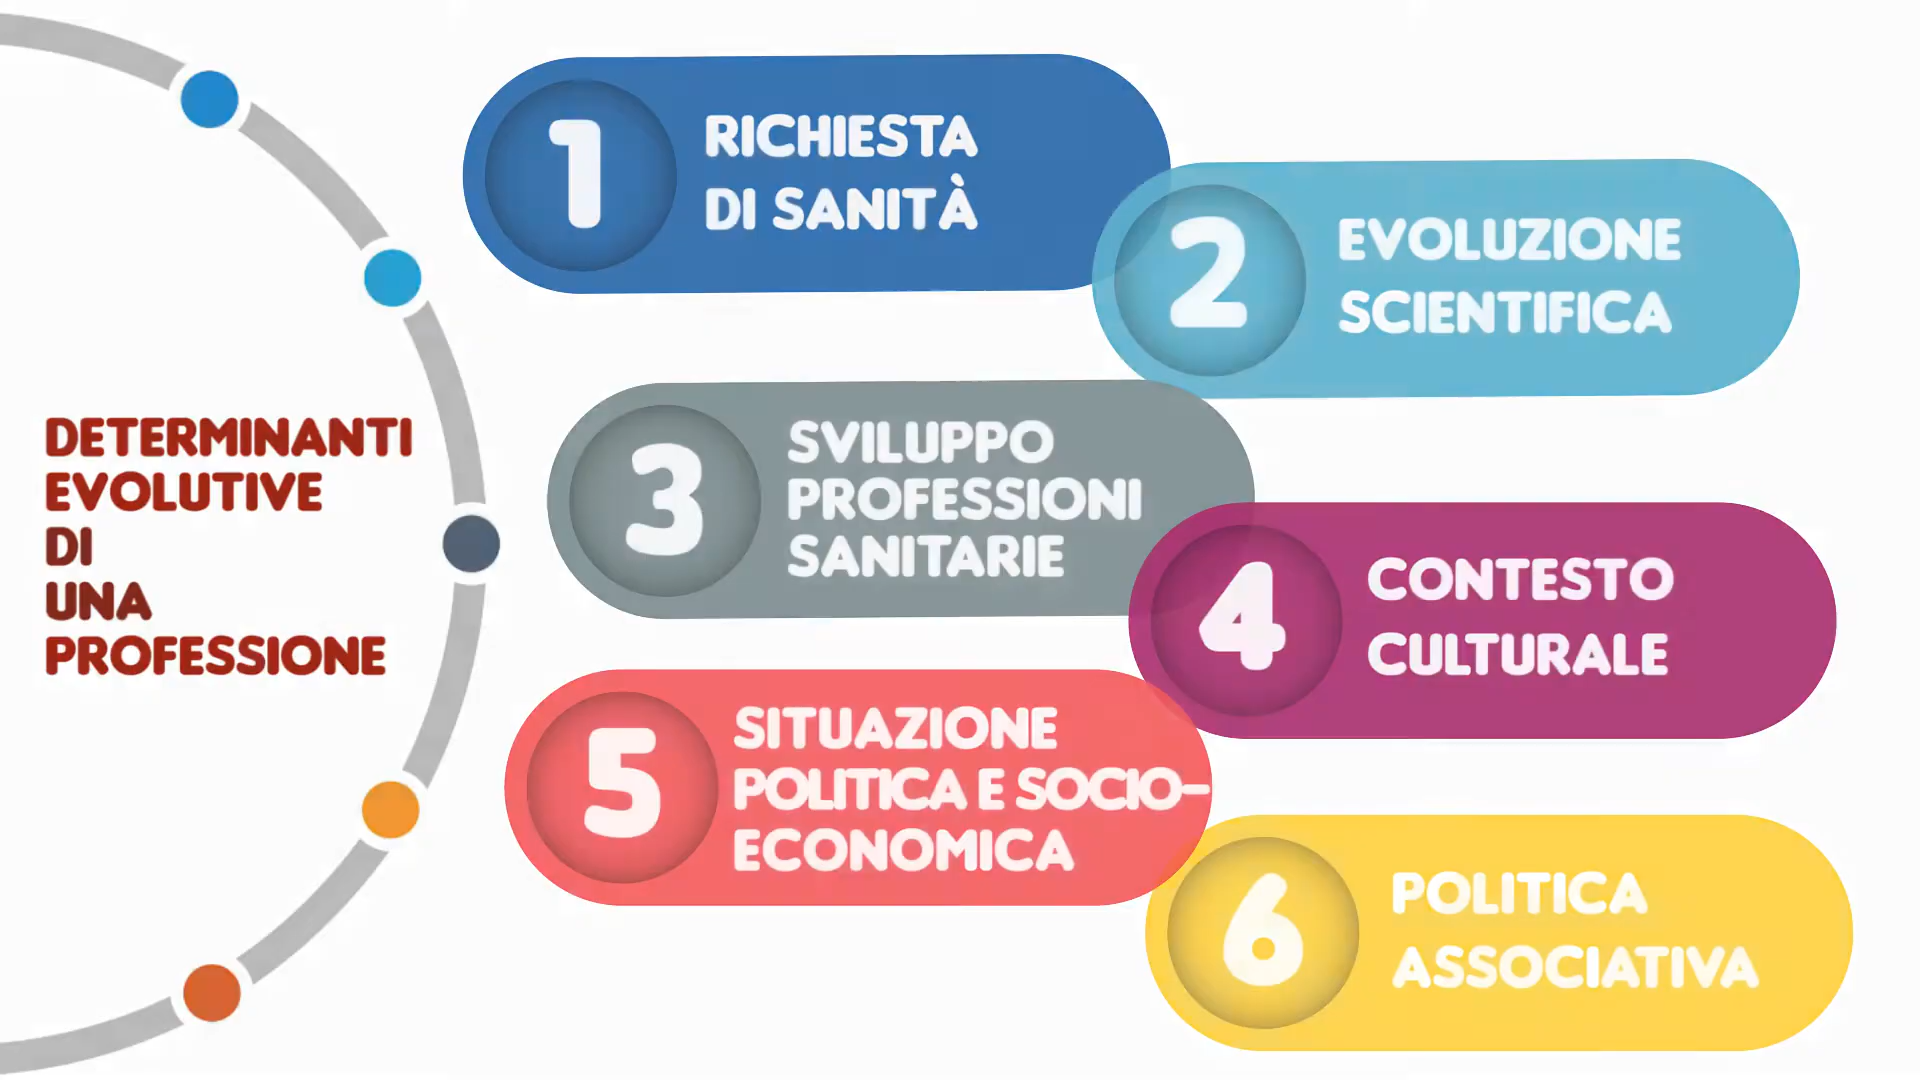 DETERMINANTI
EVOLUTIVE
DI
UNA
PROFESSIONE
1
RICHIESTA
DI SANITÀ
2
EVOLUZIONE
SCIENTIFICA
3
SVILUPPO
PROFESSIONI
SANITARIE
4
CONTESTO
CULTURALE
5
SITUAZIONE
POLITICA E SOCIO-
ECONOMICA
6
POLITICA
ASSOCIATIVA